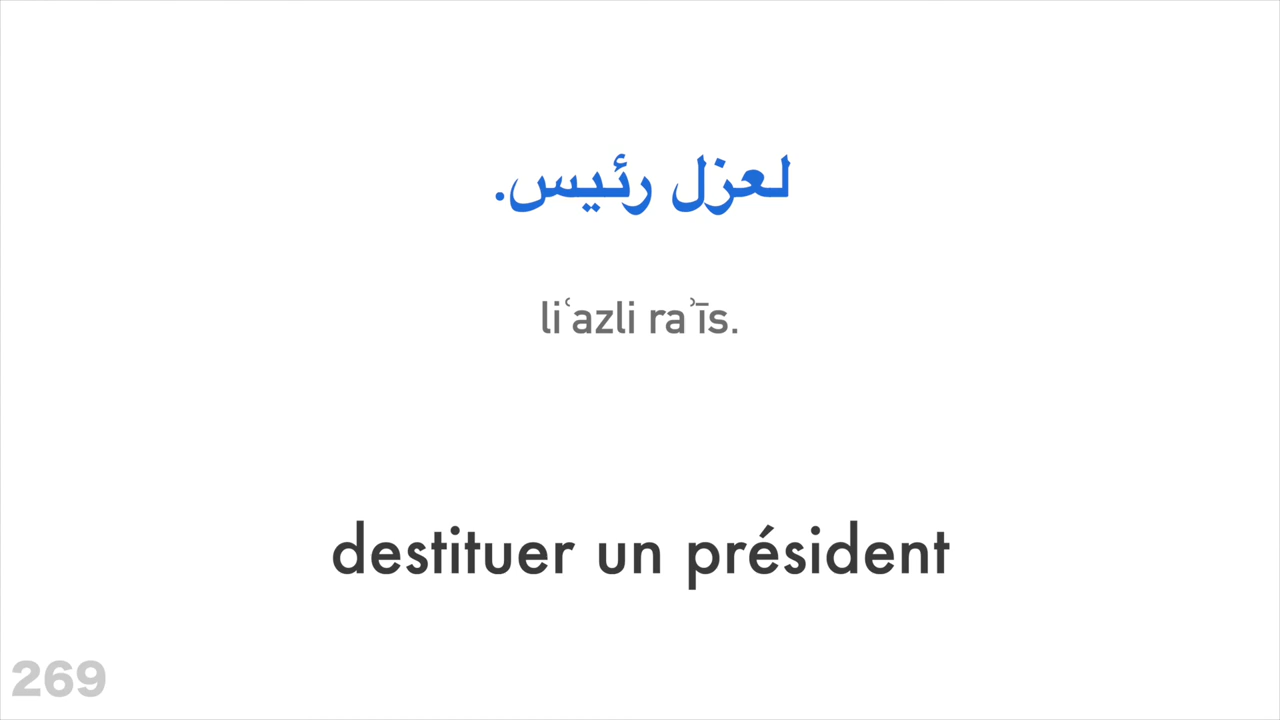 لعزل رئيس.
liʿazli raʾīs.
destituer un président
269